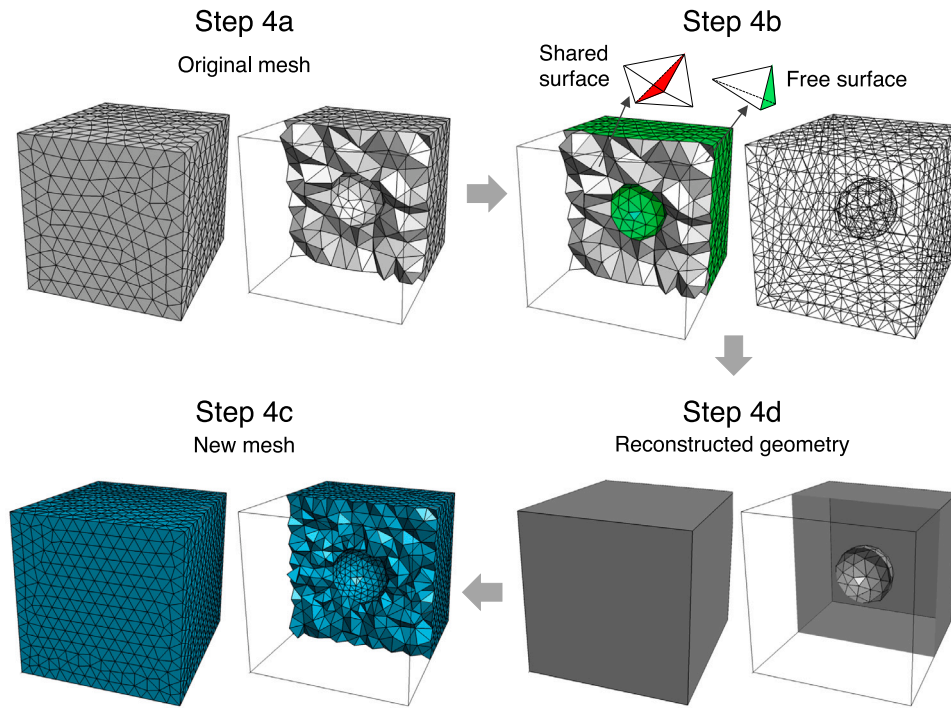 Step 4a
Original mesh
Step 4b
Shared
surface
Free surface
Step 4c
New mesh
Step 4d
Reconstructed geometry